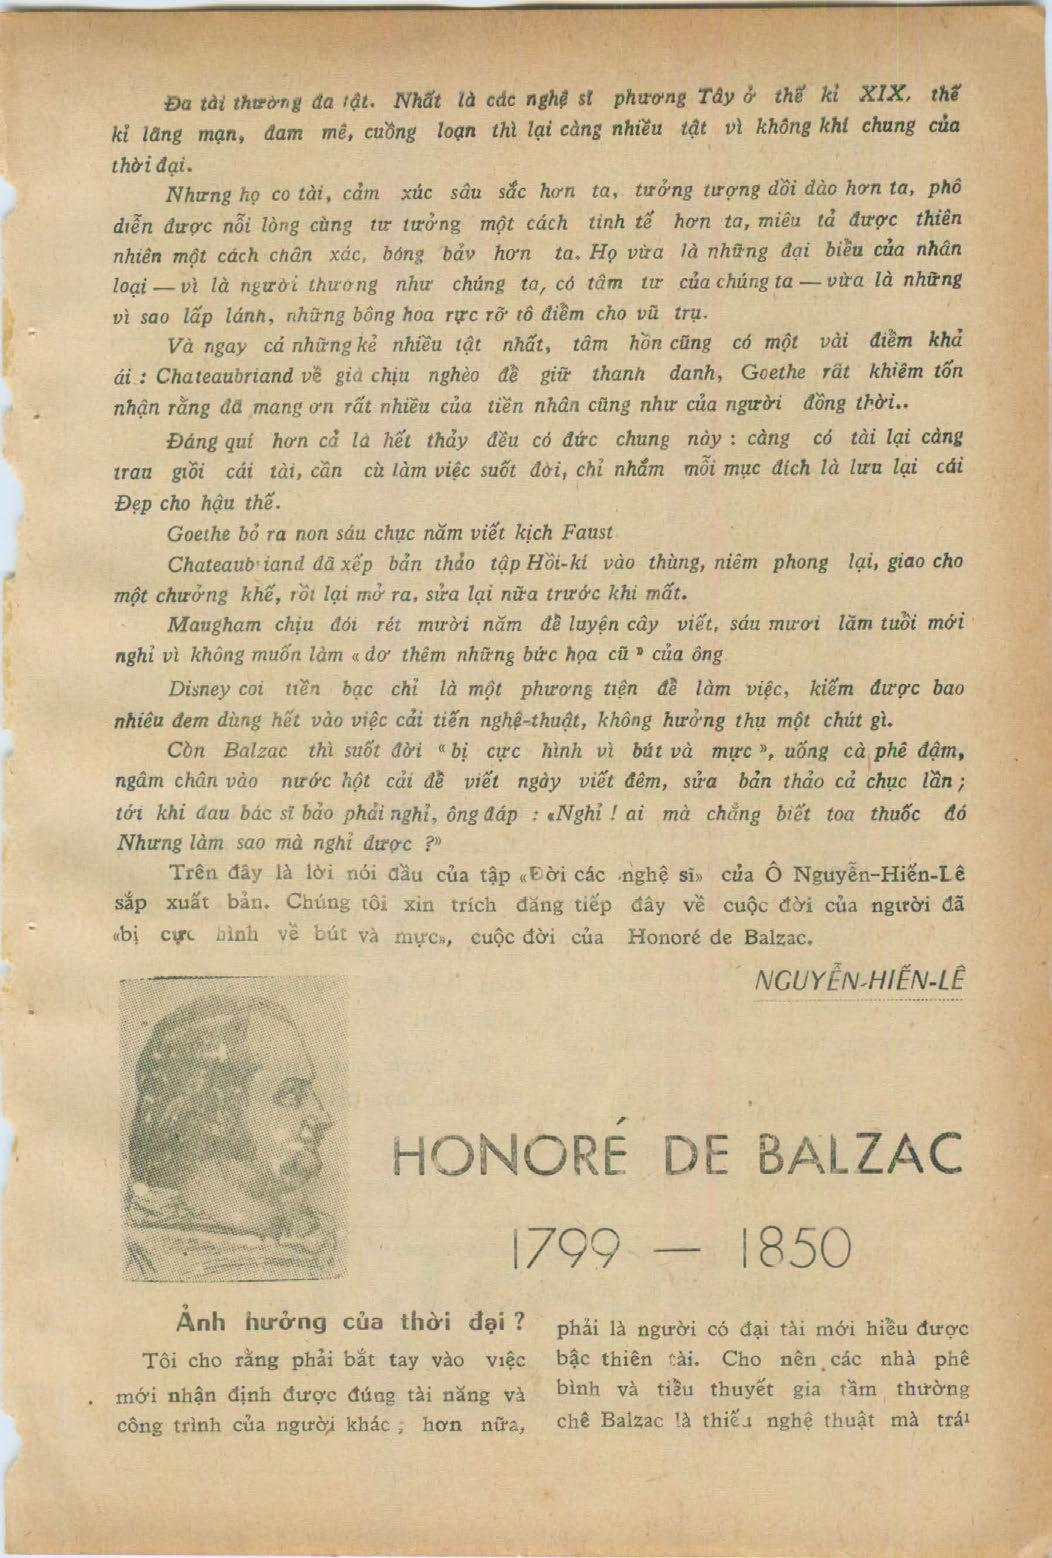 Đa tài thường đa tật. Nhất là các nghệ sĩ phương Tây ở thế kỉ XIX, thế
kỉ lãng mạn, đam mê, cuồng loạn thì lại càng nhiều tật vì không khí chung của
thời đại.
Nhưng họ co tài, cảm xúc sâu sắc hơn ta, tưởng tượng dồi dào hơn ta, phô
diễn được nỗi lòng cùng tư tưởng một cách tinh tế hơn ta, miêu tả được thiên
nhiên một cách chân xác, bóng bảy hơn ta. Họ vừa là những đại biểu của nhân
loại — vì là người thương như chúng ta, có tâm tư của chúng ta — vừa là những
vì sao lấp lánh, những bông hoa rực rỡ tô điểm cho vũ trụ.
Và ngay cả những kẻ nhiều tật nhất, tâm hồn cũng có một vài điểm khả
ái : Chateaubriand về già chịu nghèo để giữ thanh danh, Goethe rất khiêm tốn
nhận rằng đã mang ơn rất nhiều của tiền nhân cũng như của người đồng thời..
Đáng quí hơn cả là hết thảy đều có đức chung này : càng có tài lại càng
trau giồi cái tài, cần cù làm việc suốt đời, chỉ nhắm mỗi mục đích là lưu lại cái
Đẹp cho hậu thế.
Goethe bỏ ra non sáu chục năm viết kịch Faust
Chateaubriand đã xếp bản thảo tập Hồi-kí vào thùng, niêm phong lại, giao cho
một chưởng khế, rồi lại mở ra, sửa lại nữa trước khi mất.
Maugham chịu đói rét mười năm để luyện cây viết, sáu mươi lăm tuổi mới
nghỉ vì không muốn làm « dơ thêm những bức họa cũ » của ông
Disney coi tiền bạc chỉ là một phương tiện để làm việc, kiếm được bao
nhiêu đem dùng hết vào việc cải tiến nghệ-thuật, không hưởng thụ một chút gì.
Còn Balzac thì suốt đời « bị cực hình vì bút và mực », uống cà phê đậm,
ngâm chân vào nước hột cải để viết ngày viết đêm, sửa bản thảo cả chục lần ;
tới khi đau bác sĩ bảo phải nghỉ, ông đáp : «Nghỉ ! ai mà chẳng biết toa thuốc đó
Nhưng làm sao mà nghỉ được ?»
Trên đây là lời nói đầu của tập «Đời các nghệ sĩ» của Ô Nguyễn-Hiến-Lê
sắp xuất bản. Chúng tôi xin trích đăng tiếp đây về cuộc đời của người đã
«bị cực hình về bút và mực», cuộc đời của Honoré de Balzac.
NGUYỄN-HIẾN-LÊ
HONORÉ DE BALZAC
1799 — 1850
Ảnh hưởng của thời đại ?
Tôi cho rằng phải bắt tay vào việc
mới nhận định được đúng tài năng và
công trình của người khác ; hơn nữa,
phải là người có đại tài mới hiểu được
bậc thiên tài. Cho nên các nhà phê
bình và tiểu thuyết gia tầm thường
chê Balzac là thiếu nghệ thuật mà trái